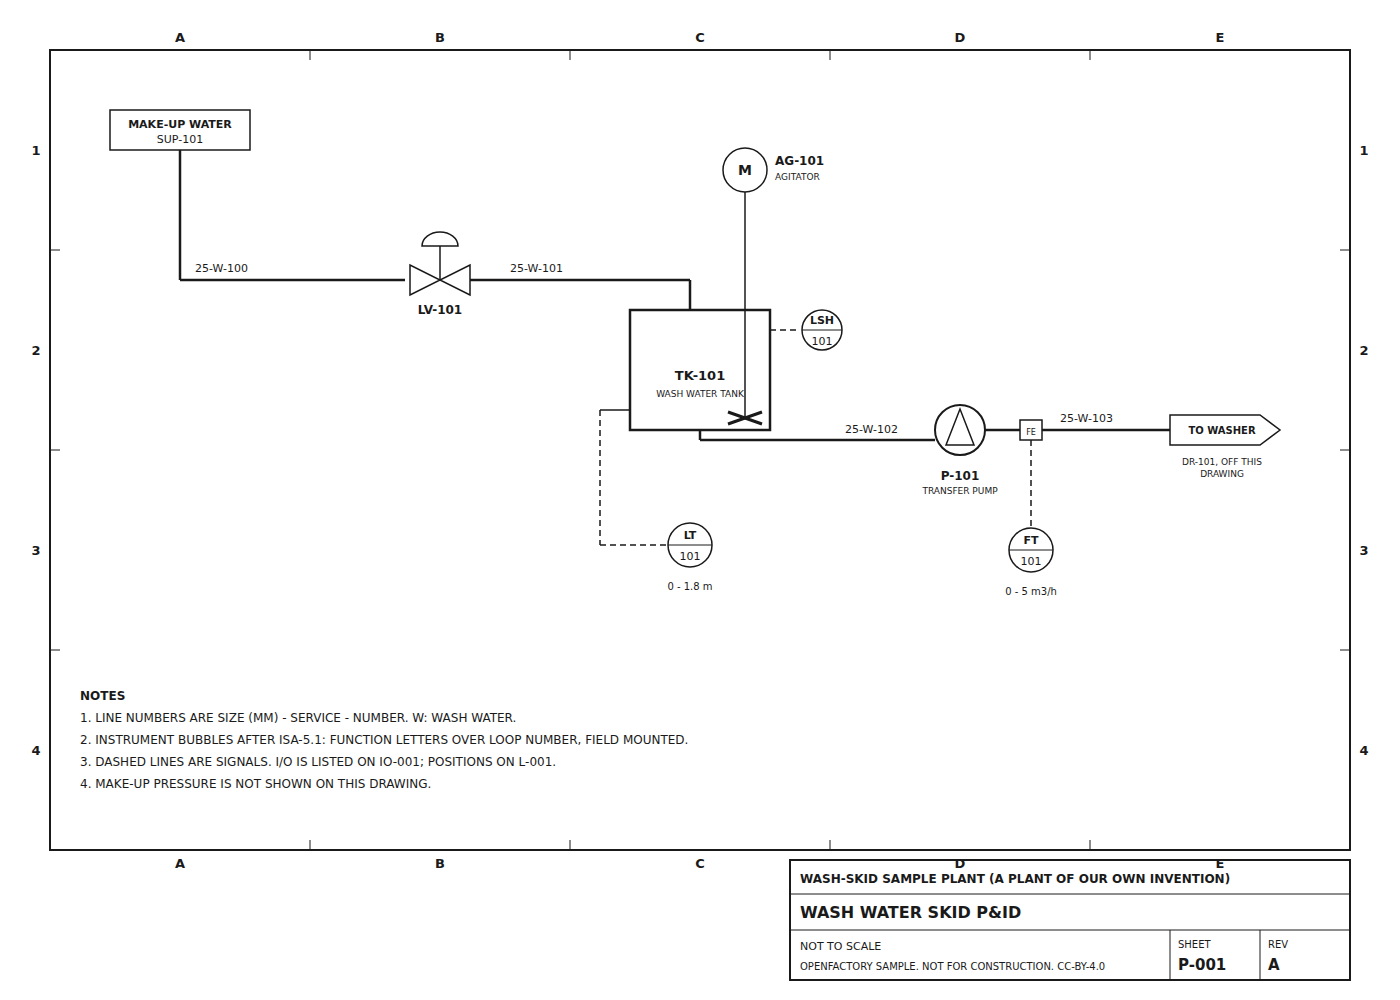 A B C D E
1 1
MAKE-UP WATER
SUP-101
M
AG-101
AGITATOR
25-W-100
25-W-101
LV-101
2 2
LSH
101
TK-101
WASH WATER TANK
25-W-102
FE
25-W-103
TO WASHER
DR-101, OFF THIS
DRAWING
P-101
TRANSFER PUMP
3 3
LT
101
0 - 1.8 m
FT
101
0 - 5 m3/h
4 4
NOTES
1. LINE NUMBERS ARE SIZE (MM) - SERVICE - NUMBER. W: WASH WATER.
2. INSTRUMENT BUBBLES AFTER ISA-5.1: FUNCTION LETTERS OVER LOOP NUMBER, FIELD MOUNTED.
3. DASHED LINES ARE SIGNALS. I/O IS LISTED ON IO-001; POSITIONS ON L-001.
4. MAKE-UP PRESSURE IS NOT SHOWN ON THIS DRAWING.
A B C D E
WASH-SKID SAMPLE PLANT (A PLANT OF OUR OWN INVENTION)
WASH WATER SKID P&ID
NOT TO SCALE
OPENFACTORY SAMPLE. NOT FOR CONSTRUCTION. CC-BY-4.0
SHEET
P-001
REV
A